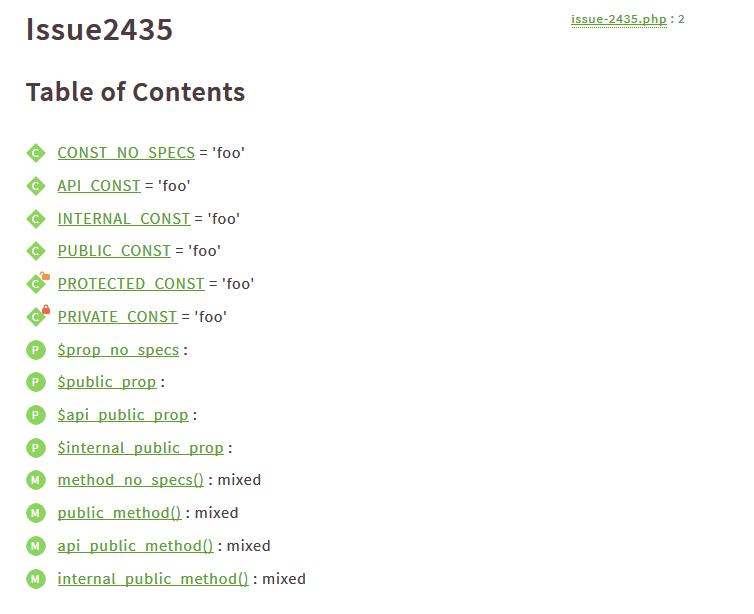 Issue2435
issue-2435.php : 2
Table of Contents
C CONST_NO_SPECS = 'foo'
C API_CONST = 'foo'
C INTERNAL_CONST = 'foo'
C PUBLIC_CONST = 'foo'
C PROTECTED_CONST = 'foo'
C PRIVATE_CONST = 'foo'
P $prop_no_specs :
P $public_prop :
P $api_public_prop :
P $internal_public_prop :
M method_no_specs() : mixed
M public_method() : mixed
M api_public_method() : mixed
M internal_public_method() : mixed